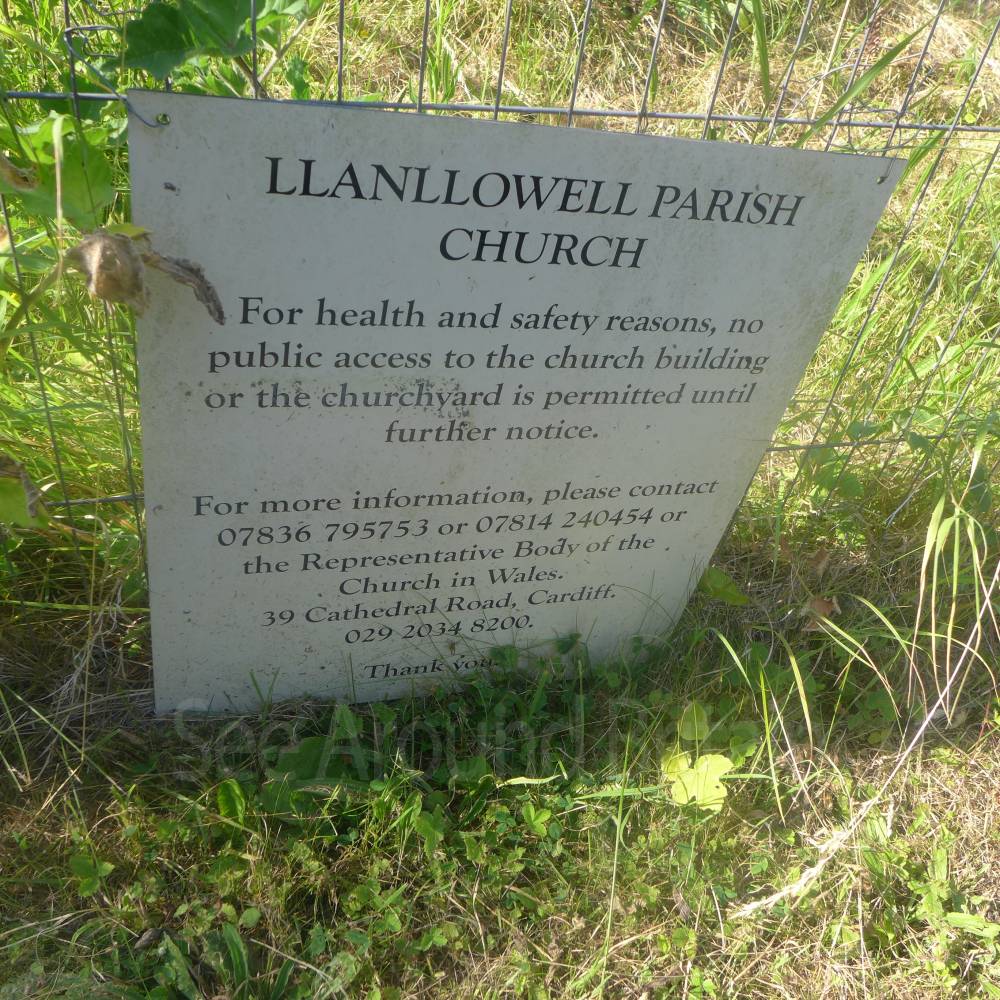 LLANLLOWELL PARISH
CHURCH
For health and safety reasons, no
public access to the church building
or the churchyard is permitted until
further notice.
For more information, please contact
07836 795753 or 07814 240454 or
the Representative Body of the
Church in Wales.
39 Cathedral Road, Cardiff.
029 2034 8200.
Thank you.
See Around